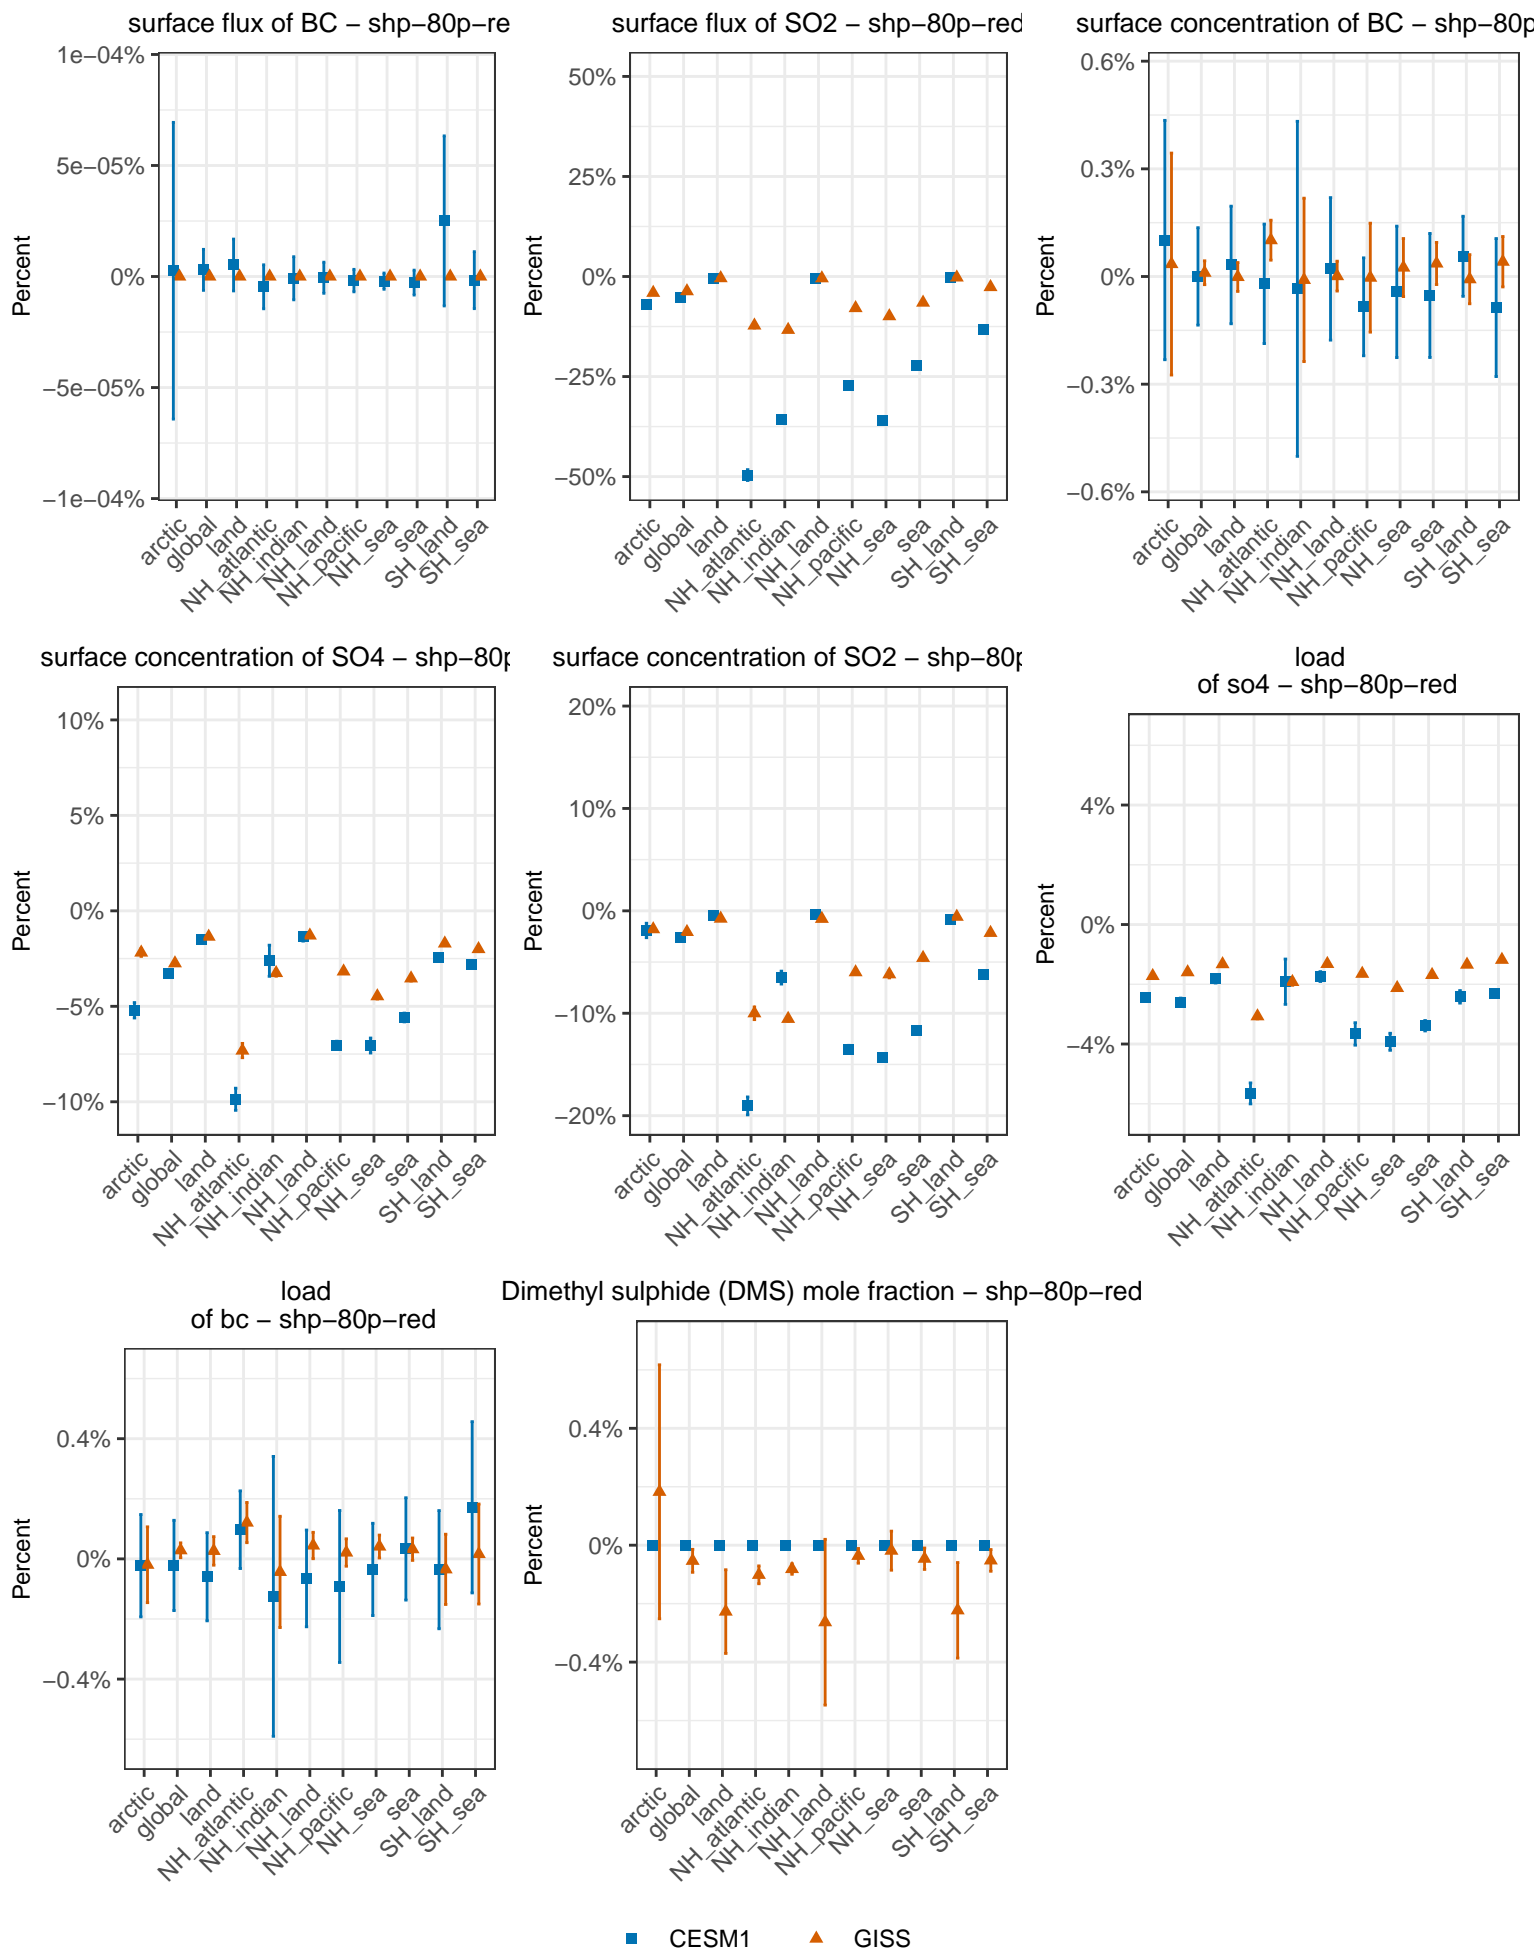 surface flux of BC − shp−80p−re
Percent
1e−04%
5e−05%
0%
−5e−05%
−1e−04%
arctic
global
land
NH_atlantic
NH_indian
NH_land
NH_pacific
NH_sea
sea
SH_land
SH_sea
surface flux of SO2 − shp−80p−red
Percent
50%
25%
0%
−25%
−50%
arctic
global
land
NH_atlantic
NH_indian
NH_land
NH_pacific
NH_sea
sea
SH_land
SH_sea
surface concentration of BC − shp−80p
Percent
0.6%
0.3%
0%
−0.3%
−0.6%
arctic
global
land
NH_atlantic
NH_indian
NH_land
NH_pacific
NH_sea
sea
SH_land
SH_sea
surface concentration of SO4 − shp−80p
Percent
10%
5%
0%
−5%
−10%
arctic
global
land
NH_atlantic
NH_indian
NH_land
NH_pacific
NH_sea
sea
SH_land
SH_sea
surface concentration of SO2 − shp−80p
Percent
20%
10%
0%
−10%
−20%
arctic
global
land
NH_atlantic
NH_indian
NH_land
NH_pacific
NH_sea
sea
SH_land
SH_sea
load
of so4 − shp−80p−red
Percent
4%
0%
−4%
arctic
global
land
NH_atlantic
NH_indian
NH_land
NH_pacific
NH_sea
sea
SH_land
SH_sea
load
of bc − shp−80p−red
Percent
0.4%
0%
−0.4%
arctic
global
land
NH_atlantic
NH_indian
NH_land
NH_pacific
NH_sea
sea
SH_land
SH_sea
Dimethyl sulphide (DMS) mole fraction − shp−80p−red
Percent
0.4%
0%
−0.4%
arctic
global
land
NH_atlantic
NH_indian
NH_land
NH_pacific
NH_sea
sea
SH_land
SH_sea
CESM1
GISS